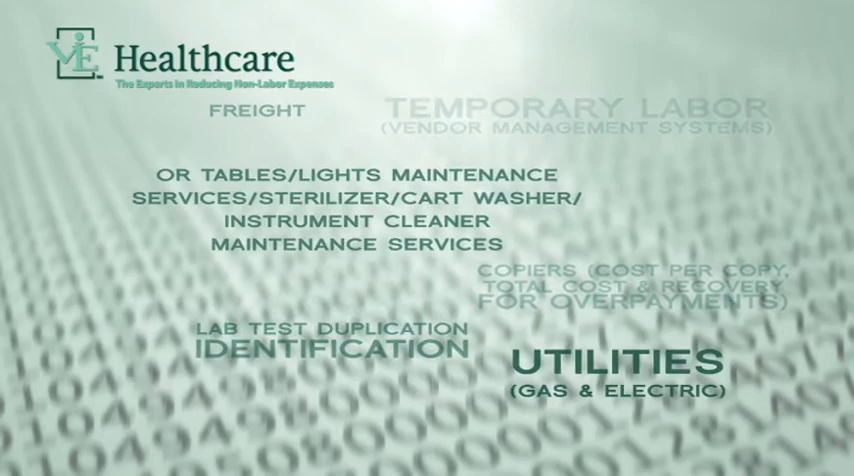 ViE Healthcare
The Experts in Reducing Non-Labor Expenses
FREIGHT
TEMPORARY LABOR
(VENDOR MANAGEMENT SYSTEMS)
OR TABLES/LIGHTS MAINTENANCE
SERVICES/STERILIZER/CART WASHER/
INSTRUMENT CLEANER
MAINTENANCE SERVICES
COPIERS (COST PER COPY,
TOTAL COST & RECOVERY
FOR OVERPAYMENTS)
LAB TEST DUPLICATION
IDENTIFICATION
UTILITIES
(GAS & ELECTRIC)